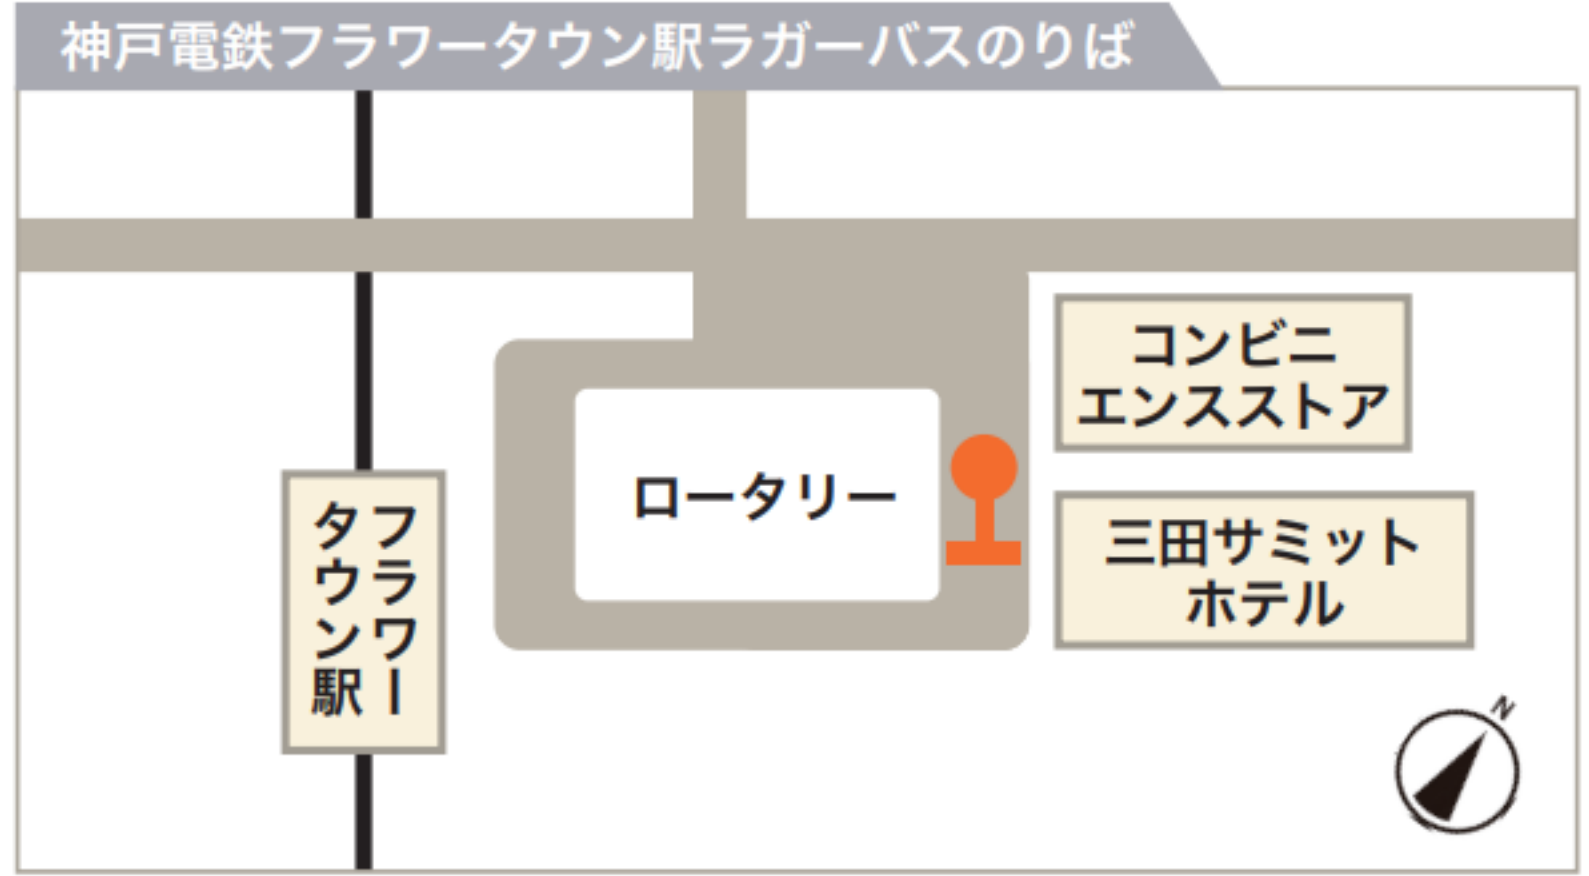 神戸電鉄フラワータウン駅ラガーバスのりば
コンビニ
エンスストア
ロータリー
フラワー
タウン駅
三田サミット
ホテル
N